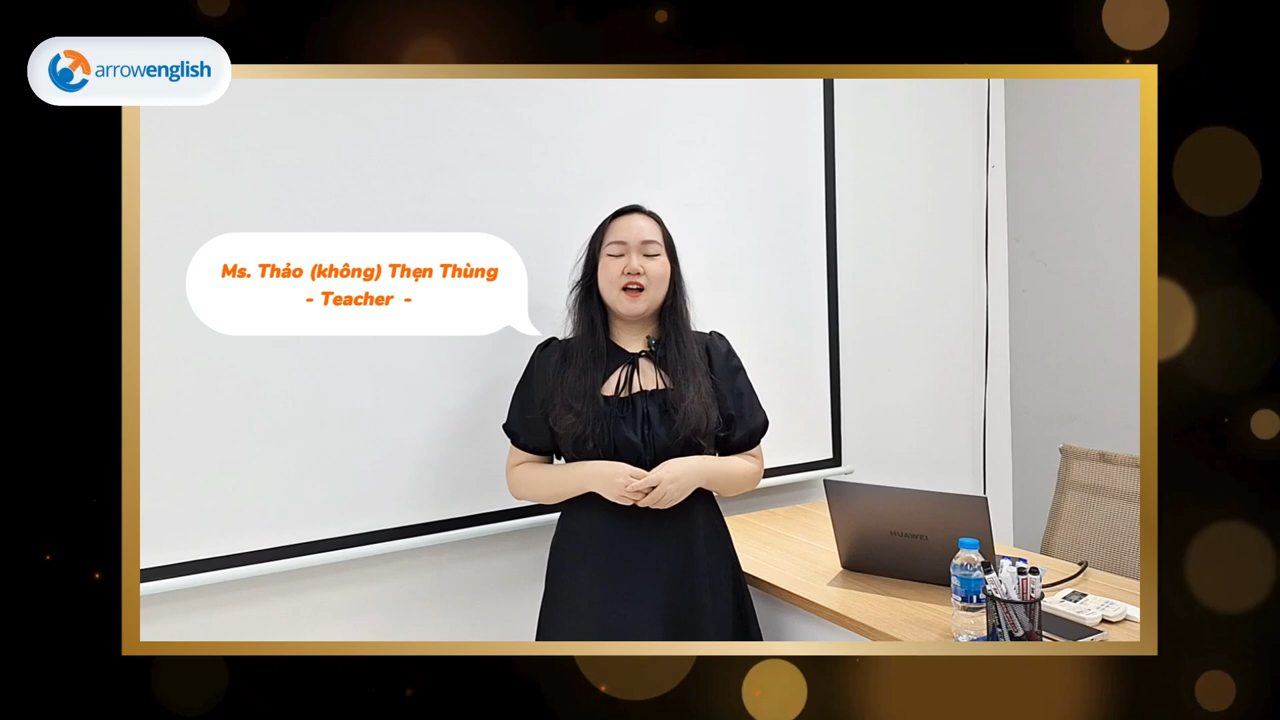 arrowenglish
Ms. Thảo (không) Thẹn Thùng
- Teacher -
HUAWEI